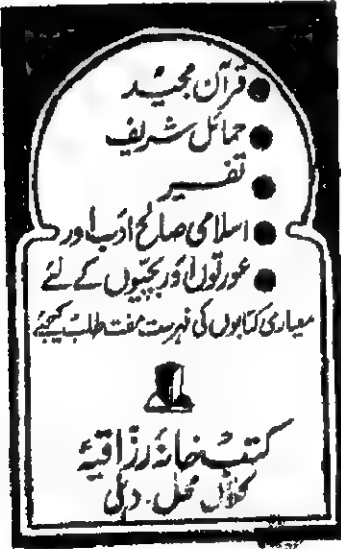 ● قرآن مجید
● حمائل شریف
● تفسیر
● اسلامی صالح ادب اور
● عورتوں اور بچیوں کے لئے
معیاری کتابوں کی فہرست مفت طلب کیجئے
کتب خانہ رزاقیہ
کلاں محل۔ دہلی